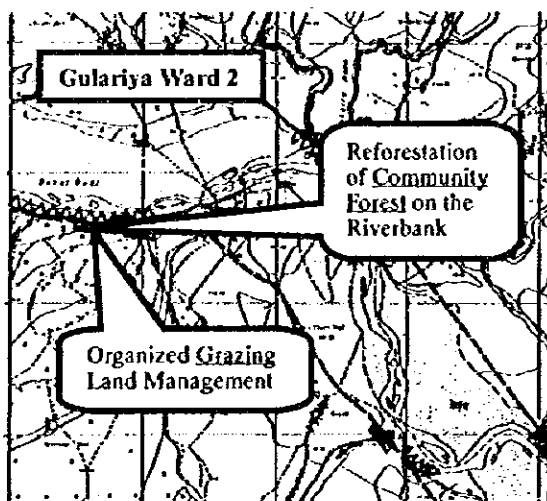 Gulariya Ward 2
Reforestation
of Community
Forest on the
Riverbank
Organized Grazing
Land Management